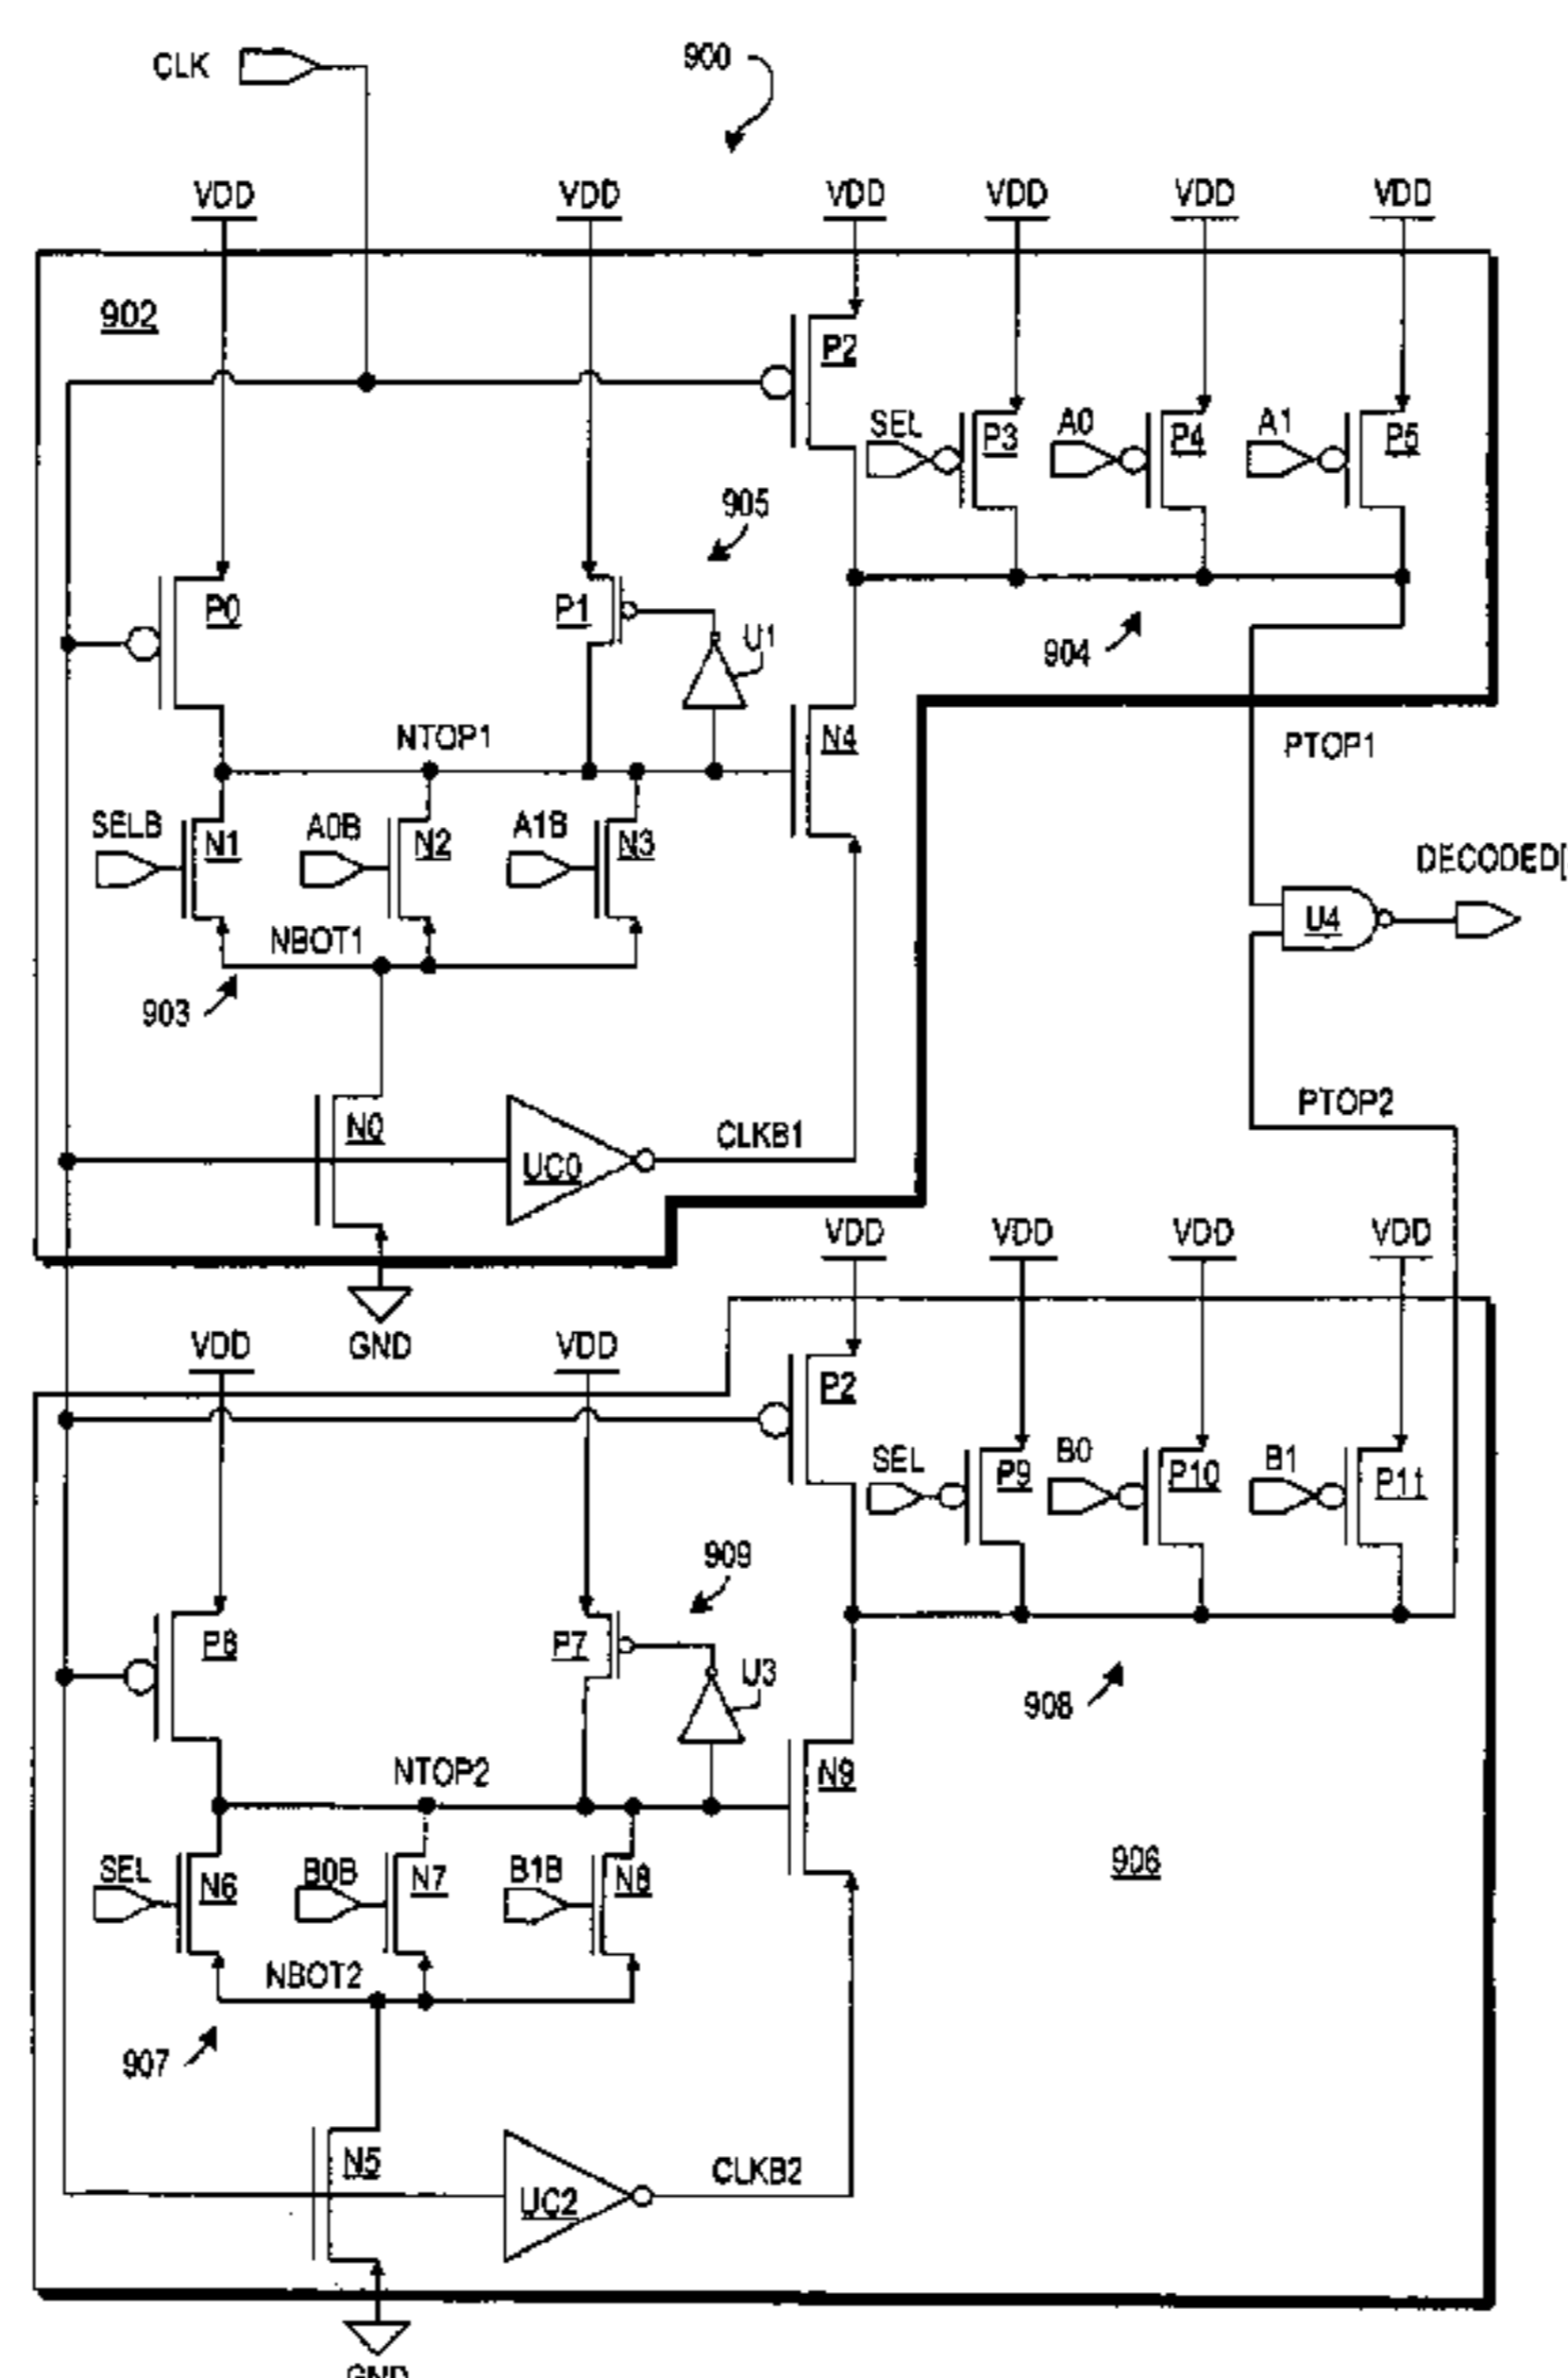 CLK
900
VDD VDD VDD VDD VDD VDD
902
P2
SEL P3 A0 P4 A1 P5
905
P0 P1 U1
904
NTOP1 N4 PTOP1
SELB N1 A0B N2 A1B N3
DECODED[
NBOT1 U4
903
PTOP2
N0 UC0 CLKB1
VDD VDD VDD VDD
GND
VDD VDD
P2
SEL P9 B0 P10 B1 P11
909
P6 P7 U3
908
NTOP2 N9
906
SEL N6 B0B N7 B1B N8
NBOT2
907
N5 UC2 CLKB2
GND